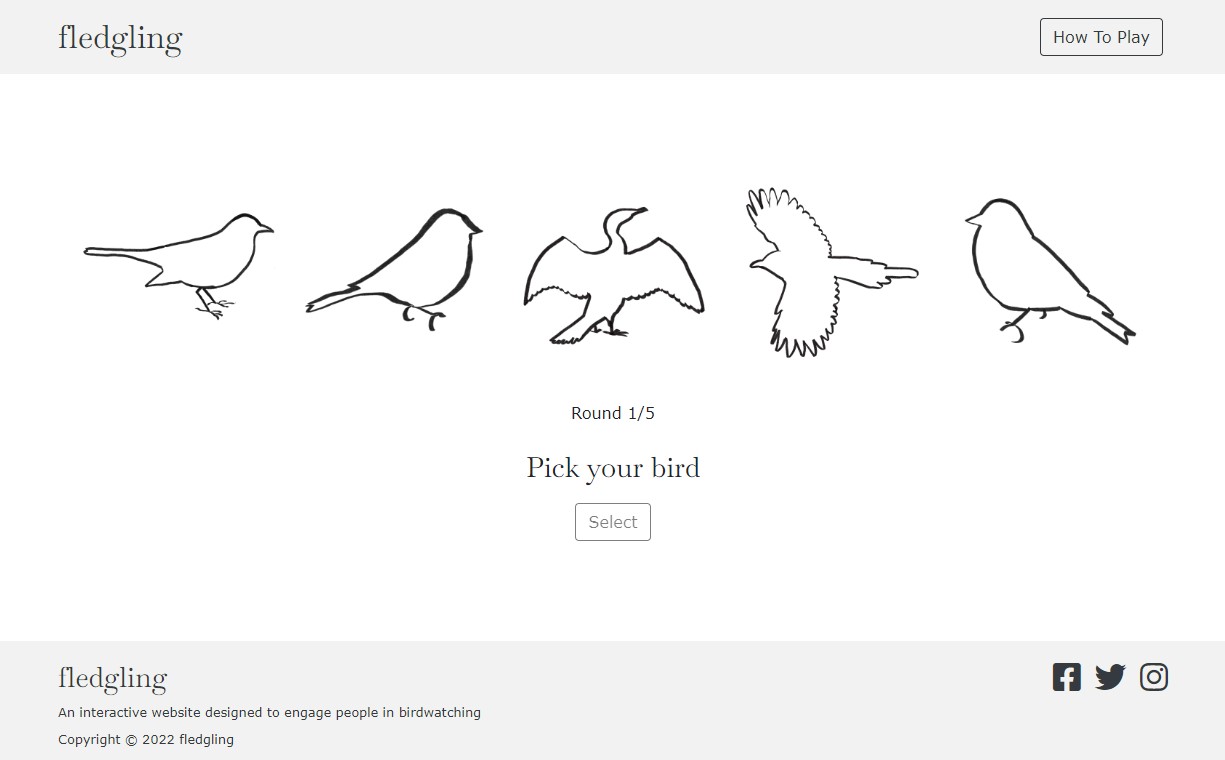 fledgling
How To Play
Round 1/5
Pick your bird
Select
fledgling
An interactive website designed to engage people in birdwatching
Copyright © 2022 fledgling